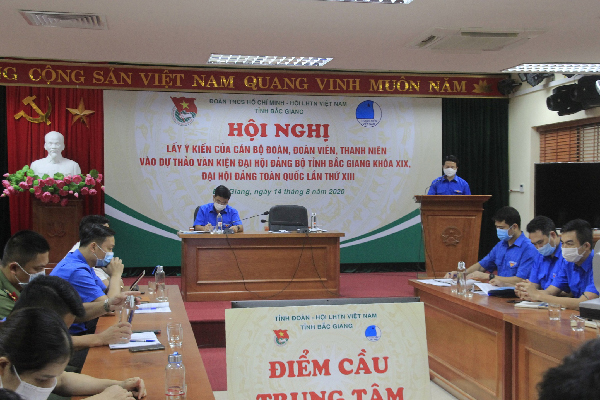 ĐẢNG CỘNG SẢN VIỆT NAM QUANG VINH MUÔN NĂM
ĐOÀN TNCS HỒ CHÍ MINH - HỘI LHTN VIỆT NAM
TỈNH BẮC GIANG
HỘI NGHỊ
LẤY Ý KIẾN CỦA CÁN BỘ ĐOÀN, ĐOÀN VIÊN, THANH NIÊN
VÀO DỰ THẢO VĂN KIỆN ĐẠI HỘI ĐẢNG BỘ TỈNH BẮC GIANG KHÓA XIX,
ĐẠI HỘI ĐẢNG TOÀN QUỐC LẦN THỨ XIII
Giang, ngày 14 tháng 8 năm 2020
TỈNH ĐOÀN - HỘI LHTN VIỆT NAM
TỈNH BẮC GIANG
ĐIỂM CẦU
TRUNG TÂM